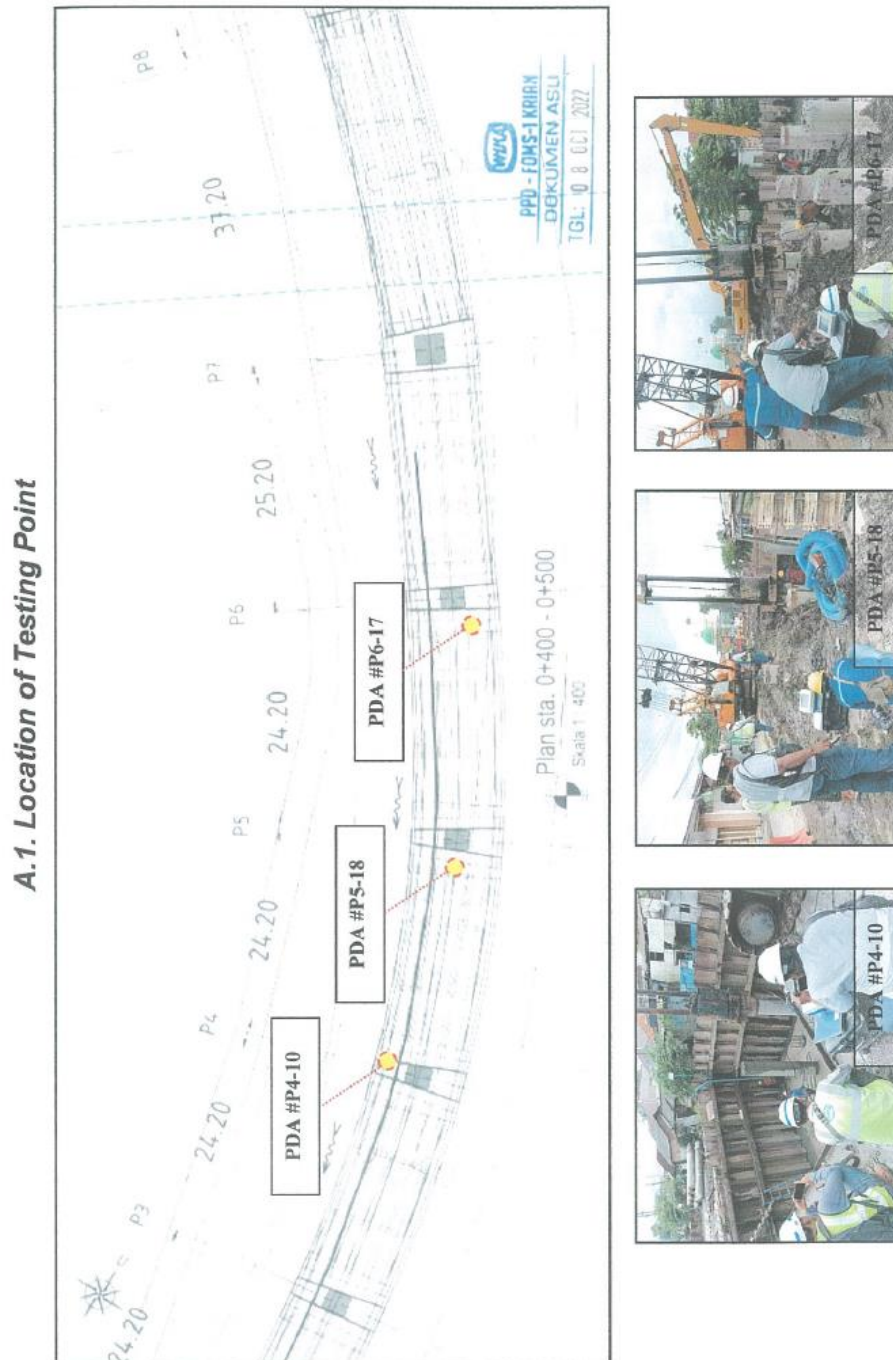 A.1. Location of Testing Point
P3
P4
P5
P6
P7
P8
24.20
24.20
24.20
24.20
25.20
37.20
PDA #P4-10
PDA #P5-18
PDA #P6-17
Plan sta. 0+400 - 0+500
Skala 1 400
WIKA
PPD - FOMS-1 KRIAN
DOKUMEN ASLI
TGL: 0 8 OCT 2022
PDA #P4-10
PDA #P5-18
PDA #P6-17